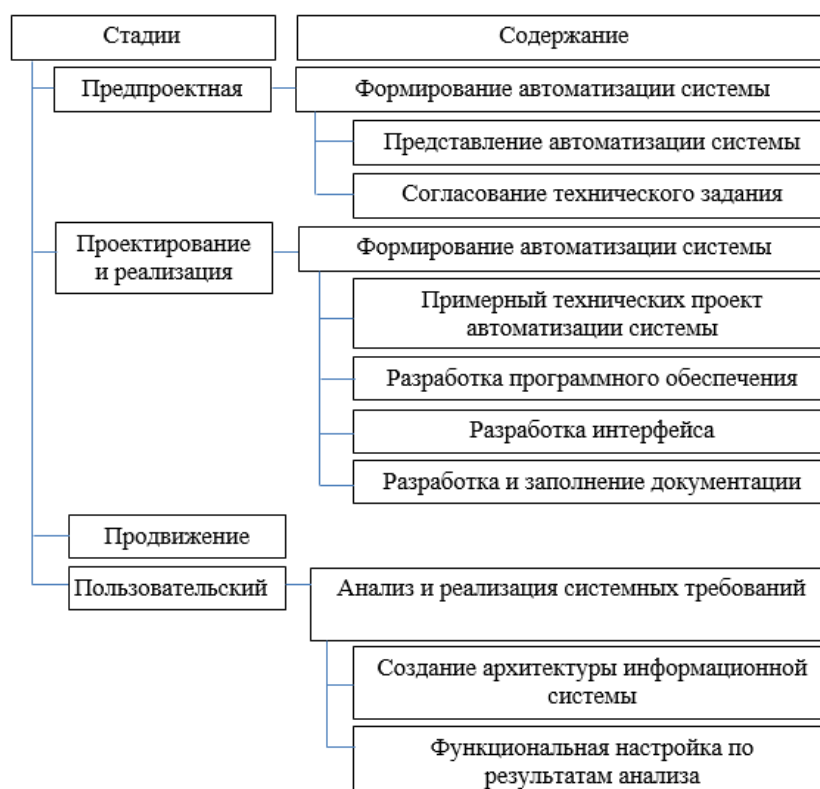 Стадии
Содержание
Предпроектная
Формирование автоматизации системы
Представление автоматизации системы
Согласование технического задания
Проектирование
и реализация
Формирование автоматизации системы
Примерный технических проект
автоматизации системы
Разработка программного обеспечения
Разработка интерфейса
Разработка и заполнение документации
Продвижение
Пользовательский
Анализ и реализация системных требований
Создание архитектуры информационной
системы
Функциональная настройка по
результатам анализа